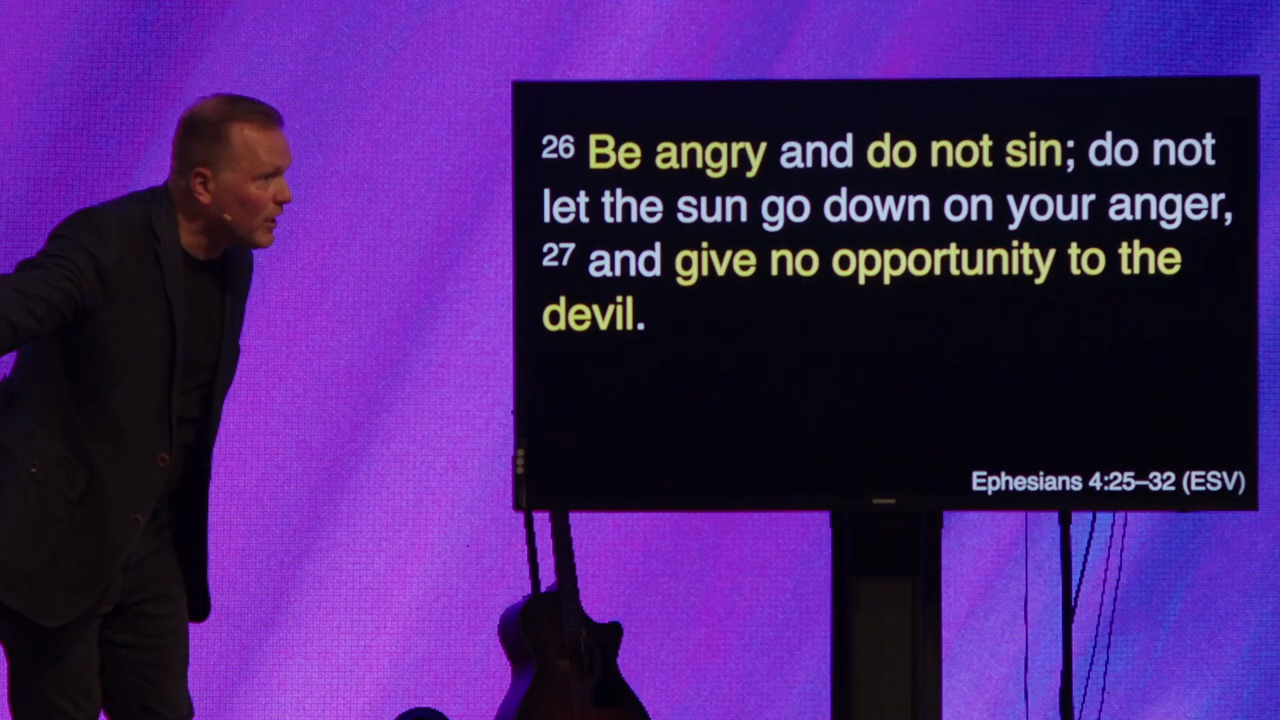 26 Be angry and do not sin; do not
let the sun go down on your anger,
27 and give no opportunity to the
devil.
Ephesians 4:25–32 (ESV)